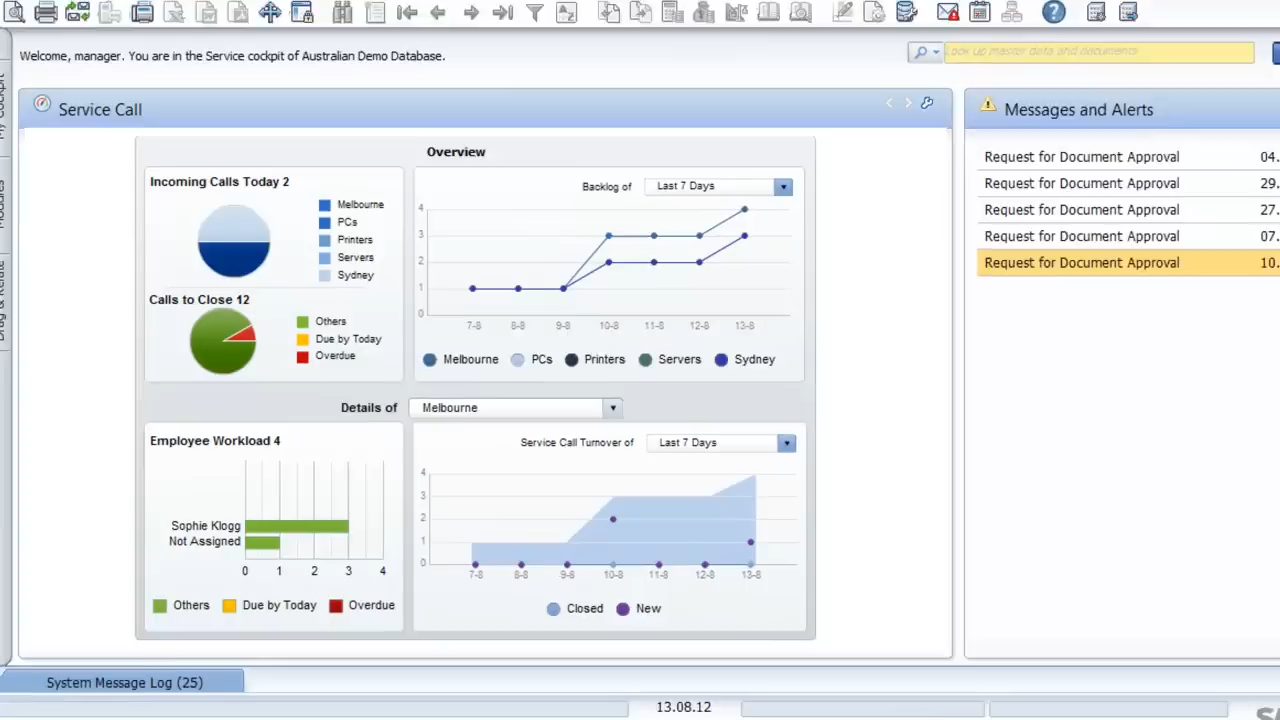 Welcome, manager. You are in the Service cockpit of Australian Demo Database.
Look up master data and documents
My Cockpit
Modules
Drag & Relate
Service Call
Overview
Incoming Calls Today 2
Melbourne
PCs
Printers
Servers
Sydney
Calls to Close 12
Others
Due by Today
Overdue
Backlog of Last 7 Days
4
3
2
1
0
7-8 8-8 9-8 10-8 11-8 12-8 13-8
Melbourne PCs Printers Servers Sydney
Details of Melbourne
Employee Workload 4
Sophie Klogg
Not Assigned
0 1 2 3 4
Others Due by Today Overdue
Service Call Turnover of Last 7 Days
4
3
2
1
0
7-8 8-8 9-8 10-8 11-8 12-8 13-8
Closed New
Messages and Alerts
Request for Document Approval 04.
Request for Document Approval 29.
Request for Document Approval 27.
Request for Document Approval 07.
Request for Document Approval 10.
System Message Log (25)
13.08.12